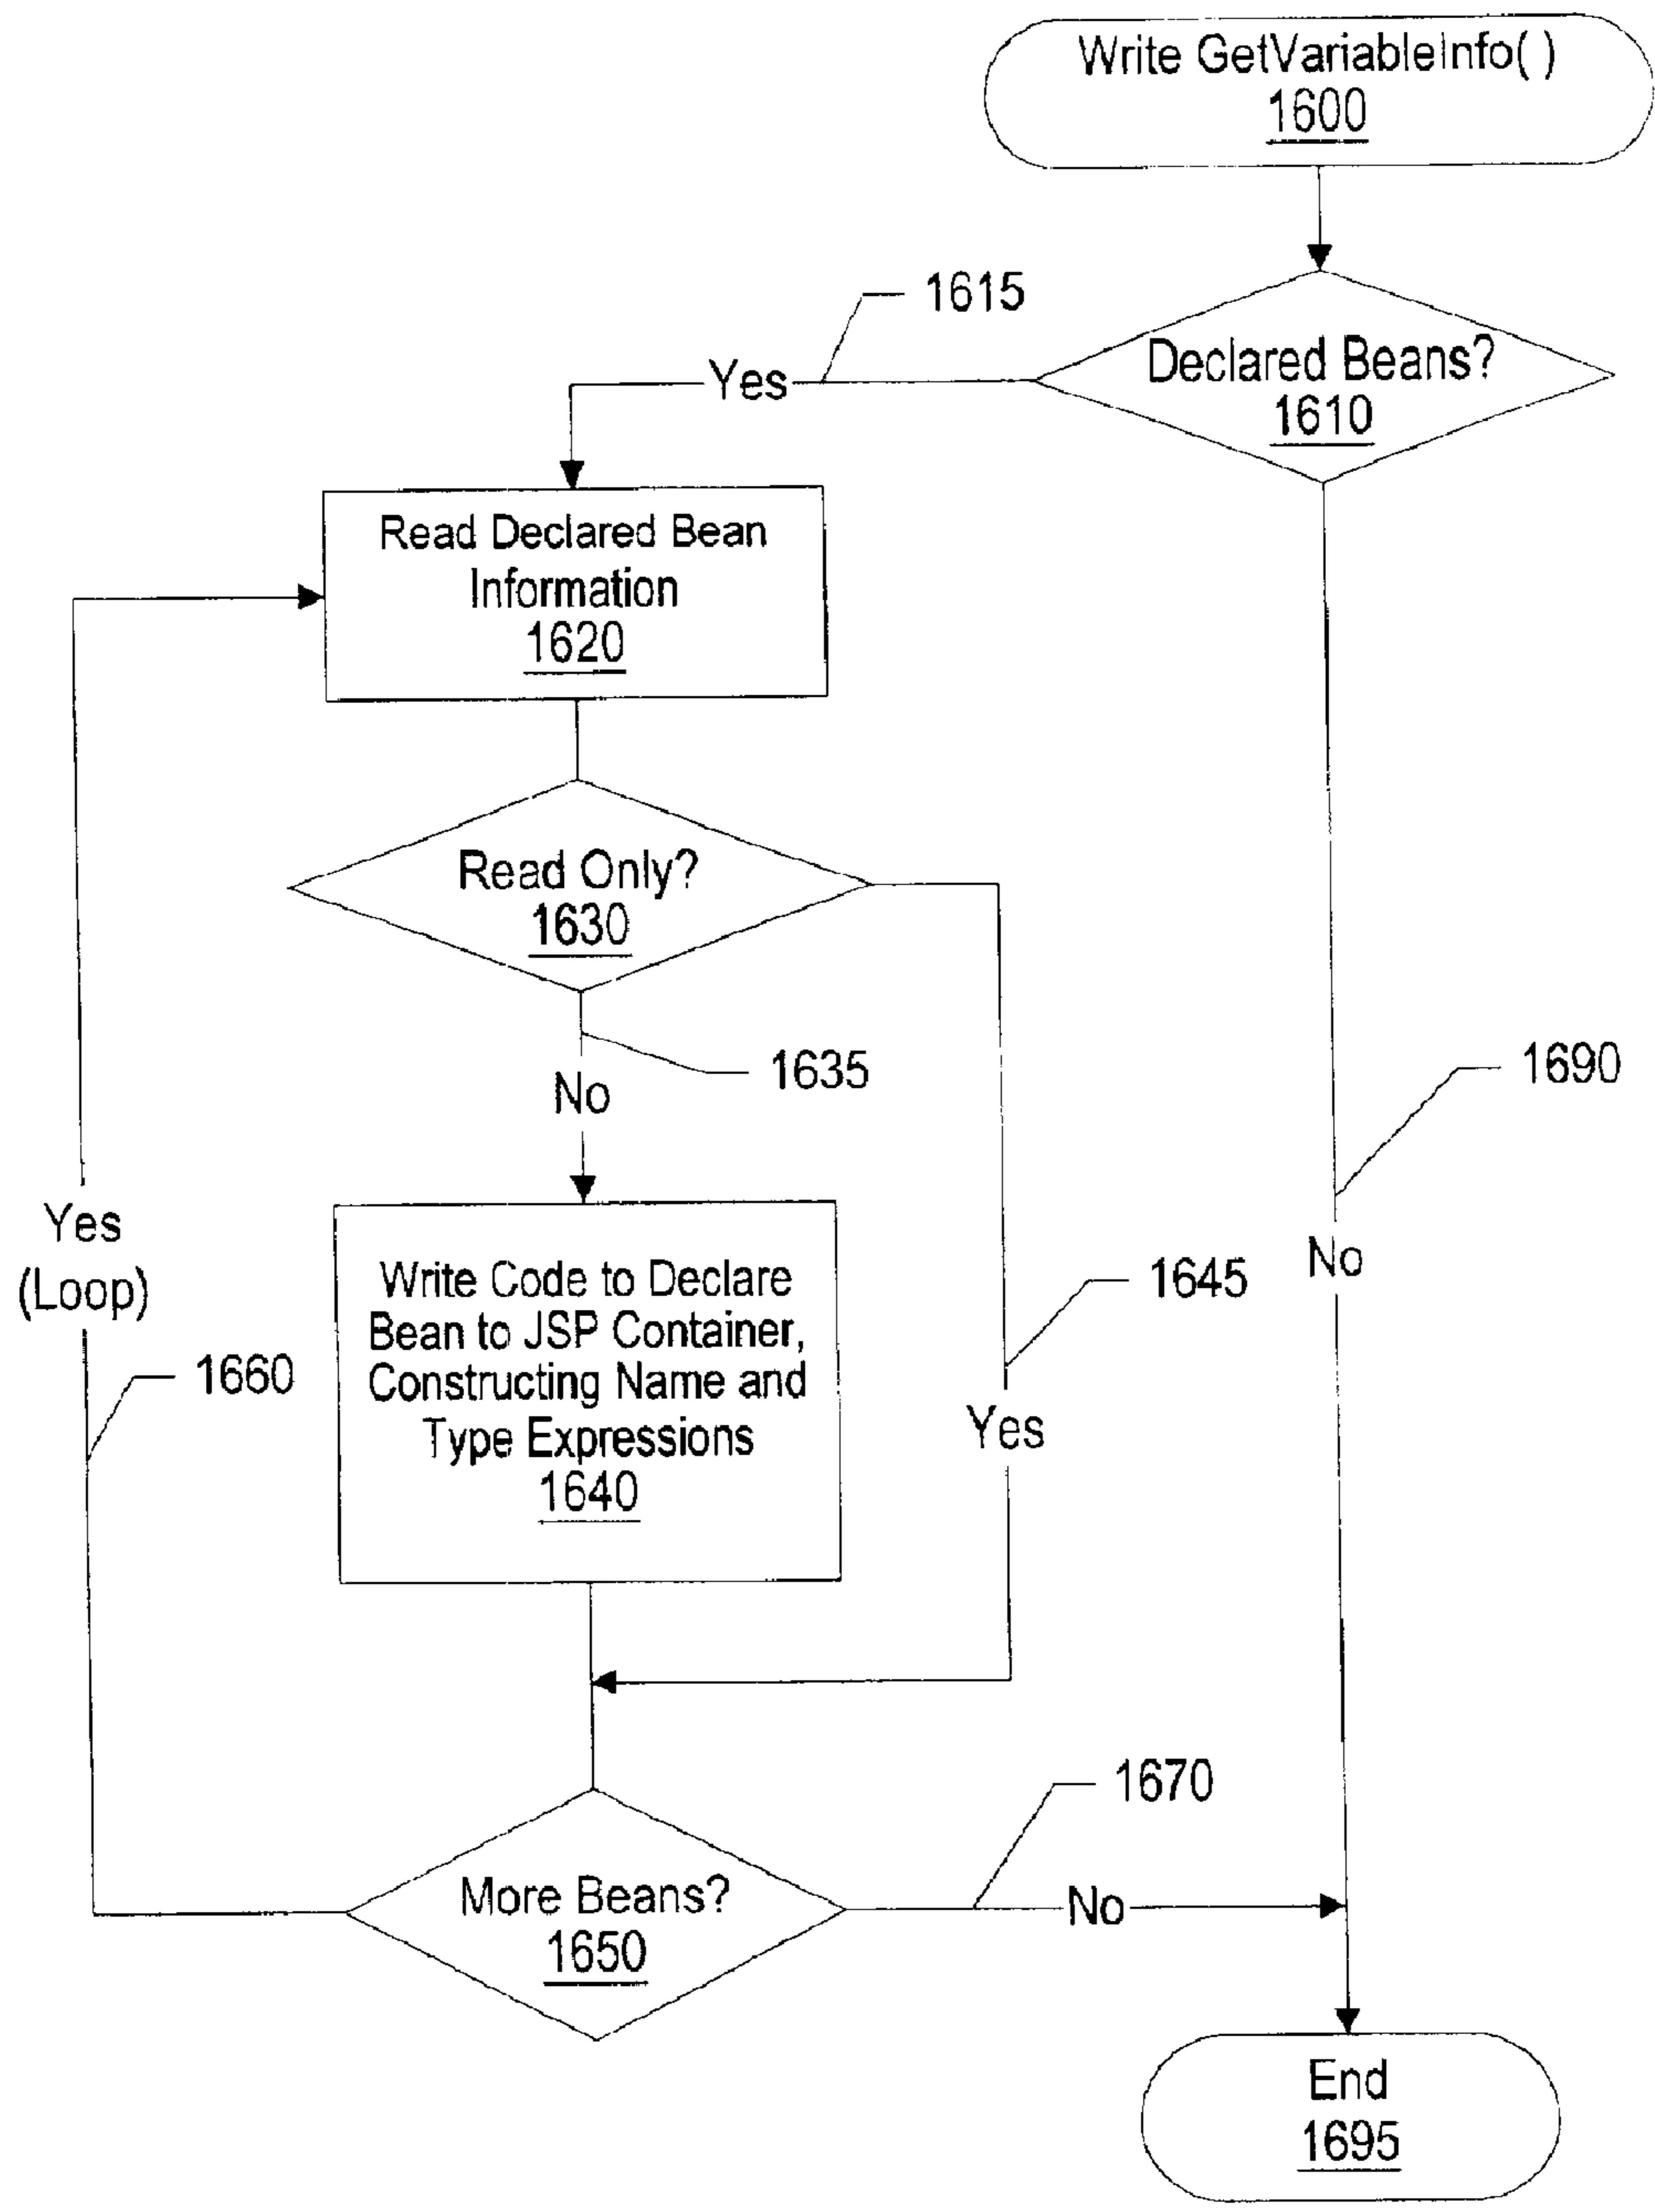 Write GetVariableInfo( )
1600
1615
Yes
Declared Beans?
1610
Read Declared Bean
Information
1620
Read Only?
1630
1635
No
1690
No
Yes
(Loop)
1660
Write Code to Declare
Bean to JSP Container,
Constructing Name and
Type Expressions
1640
1645
Yes
1670
More Beans?
1650
No
End
1695